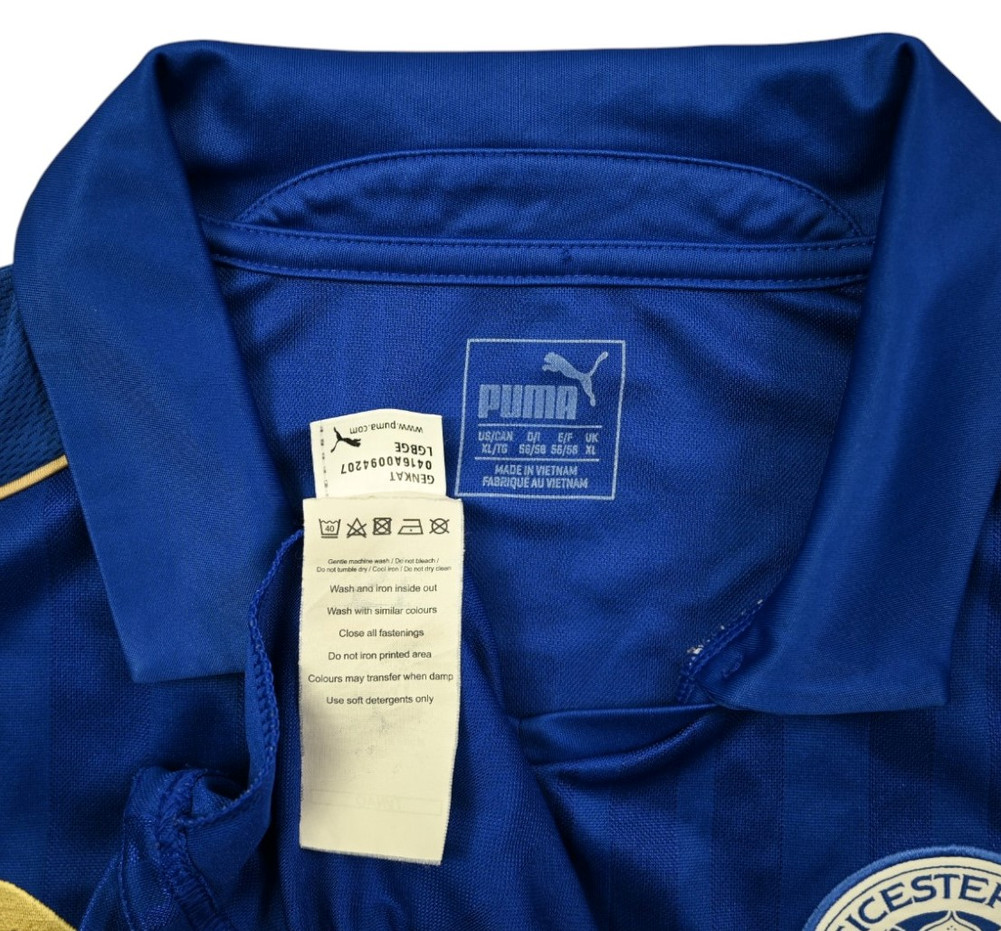 PUMA
US/CAN D/I E/F UK
XL/TG 56/58 56/58 XL
MADE IN VIETNAM
FABRIQUE AU VIETNAM
www.puma.com
LGBGE
0416A0094207
GENKAT
40
Gentle machine wash / Do not bleach /
Do not tumble dry / Cool iron / Do not dry clean
Wash and iron inside out
Wash with similar colours
Close all fastenings
Do not iron printed area
Colours may transfer when damp
Use soft detergents only
EICESTER